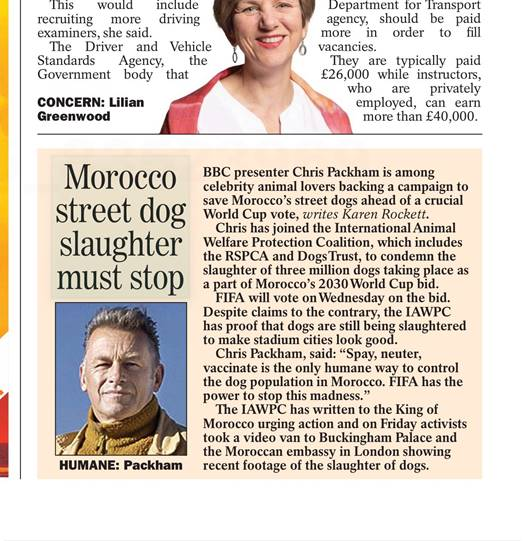 This would include
recruiting more driving
examiners, she said.
The Driver and Vehicle
Standards Agency, the
Government body that
CONCERN: Lilian
Greenwood
Department for Transport
agency, should be paid
more in order to fill
vacancies.
They are typically paid
£26,000 while instructors,
who are privately
employed, can earn
more than £40,000.
Morocco
street dog
slaughter
must stop
HUMANE: Packham
BBC presenter Chris Packham is among
celebrity animal lovers backing a campaign to
save Morocco's street dogs ahead of a crucial
World Cup vote, writes Karen Rockett.
Chris has joined the International Animal
Welfare Protection Coalition, which includes
the RSPCA and Dogs Trust, to condemn the
slaughter of three million dogs taking place as
a part of Morocco's 2030 World Cup bid.
FIFA will vote on Wednesday on the bid.
Despite claims to the contrary, the IAWPC
has proof that dogs are still being slaughtered
to make stadium cities look good.
Chris Packham, said: "Spay, neuter,
vaccinate is the only humane way to control
the dog population in Morocco. FIFA has the
power to stop this madness."
The IAWPC has written to the King of
Morocco urging action and on Friday activists
took a video van to Buckingham Palace and
the Moroccan embassy in London showing
recent footage of the slaughter of dogs.